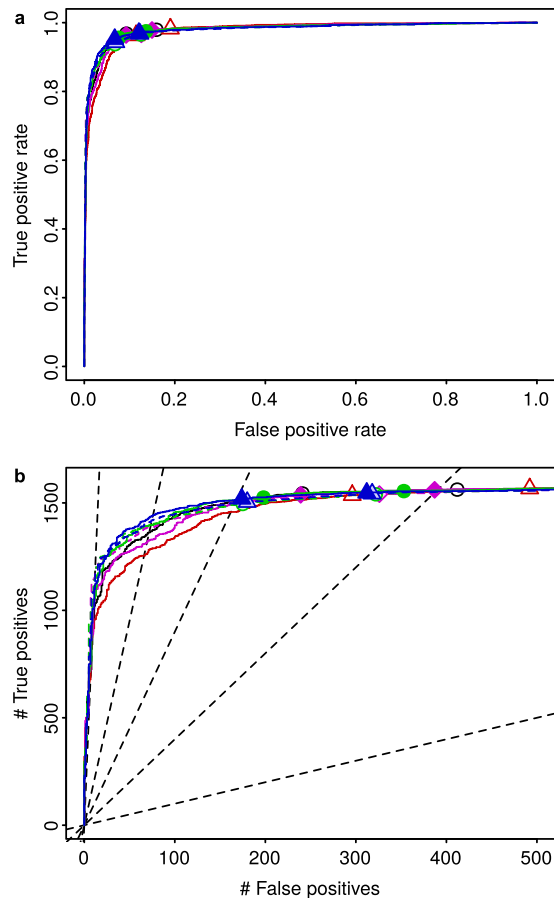 a
True positive rate
0.0 0.2 0.4 0.6 0.8 1.0
0.0 0.2 0.4 0.6 0.8 1.0
False positive rate
b
# True positives
0 500 1000 1500
0 100 200 300 400 500
# False positives